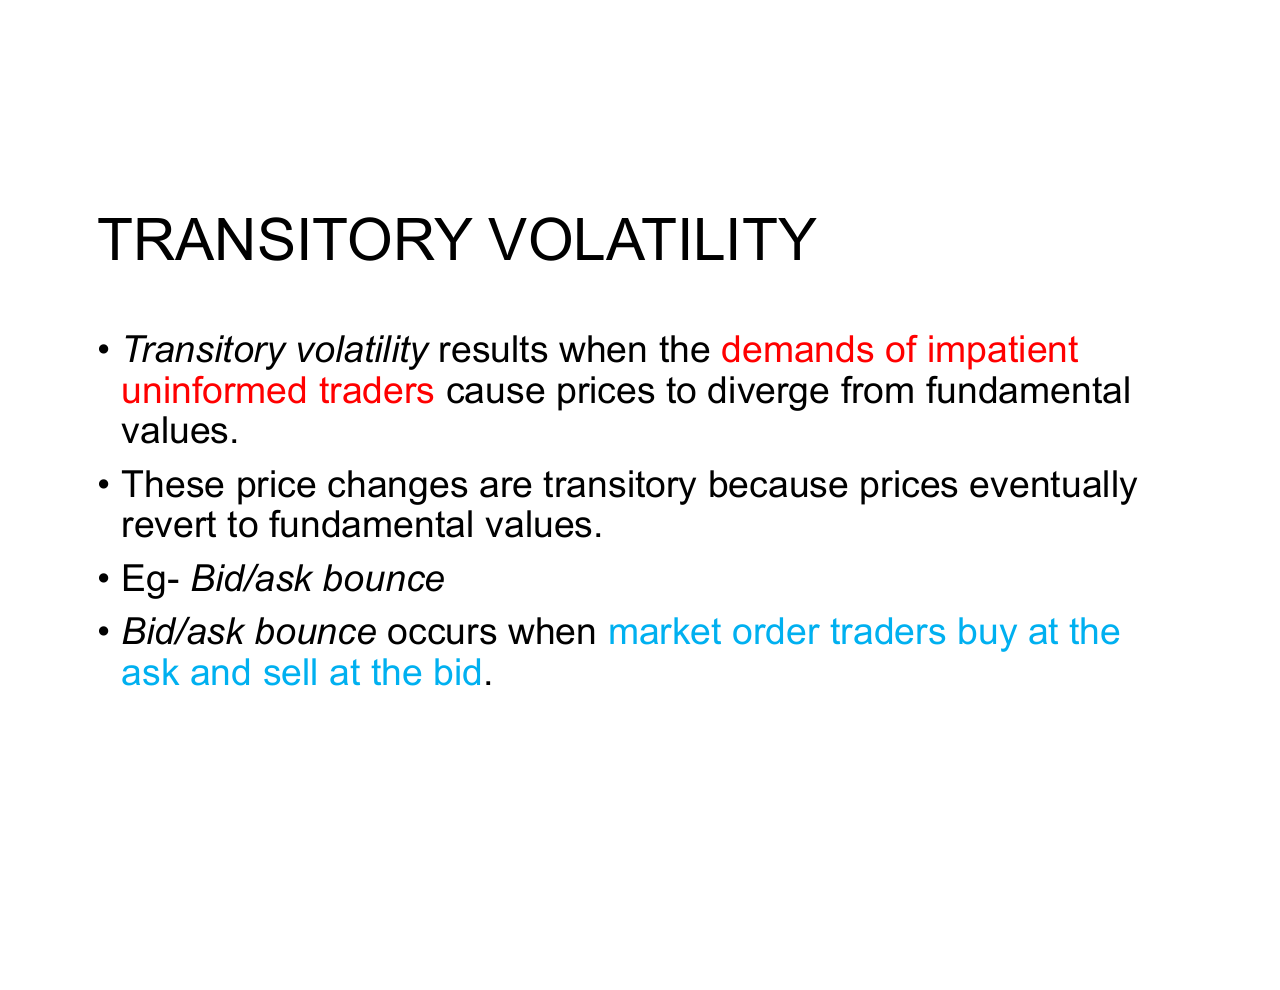 TRANSITORY VOLATILITY
• Transitory volatility results when the demands of impatient
uninformed traders cause prices to diverge from fundamental
values.
• These price changes are transitory because prices eventually
revert to fundamental values.
• Eg- Bid/ask bounce
• Bid/ask bounce occurs when market order traders buy at the
ask and sell at the bid.